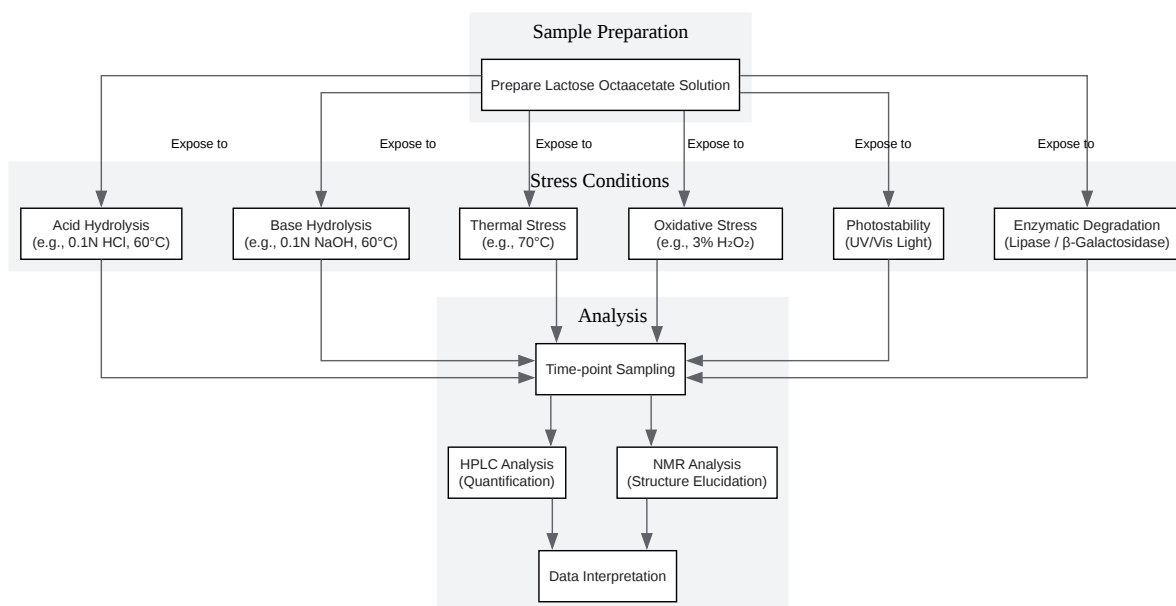 Sample Preparation
Prepare Lactose Octaacetate Solution
Expose to
Expose to
Expose to
Expose to
Expose to
Expose to
Stress Conditions
Acid Hydrolysis
(e.g., 0.1N HCl, 60°C)
Base Hydrolysis
(e.g., 0.1N NaOH, 60°C)
Thermal Stress
(e.g., 70°C)
Oxidative Stress
(e.g., 3% H₂O₂)
Photostability
(UV/Vis Light)
Enzymatic Degradation
(Lipase / β-Galactosidase)
Analysis
Time-point Sampling
HPLC Analysis
(Quantification)
NMR Analysis
(Structure Elucidation)
Data Interpretation